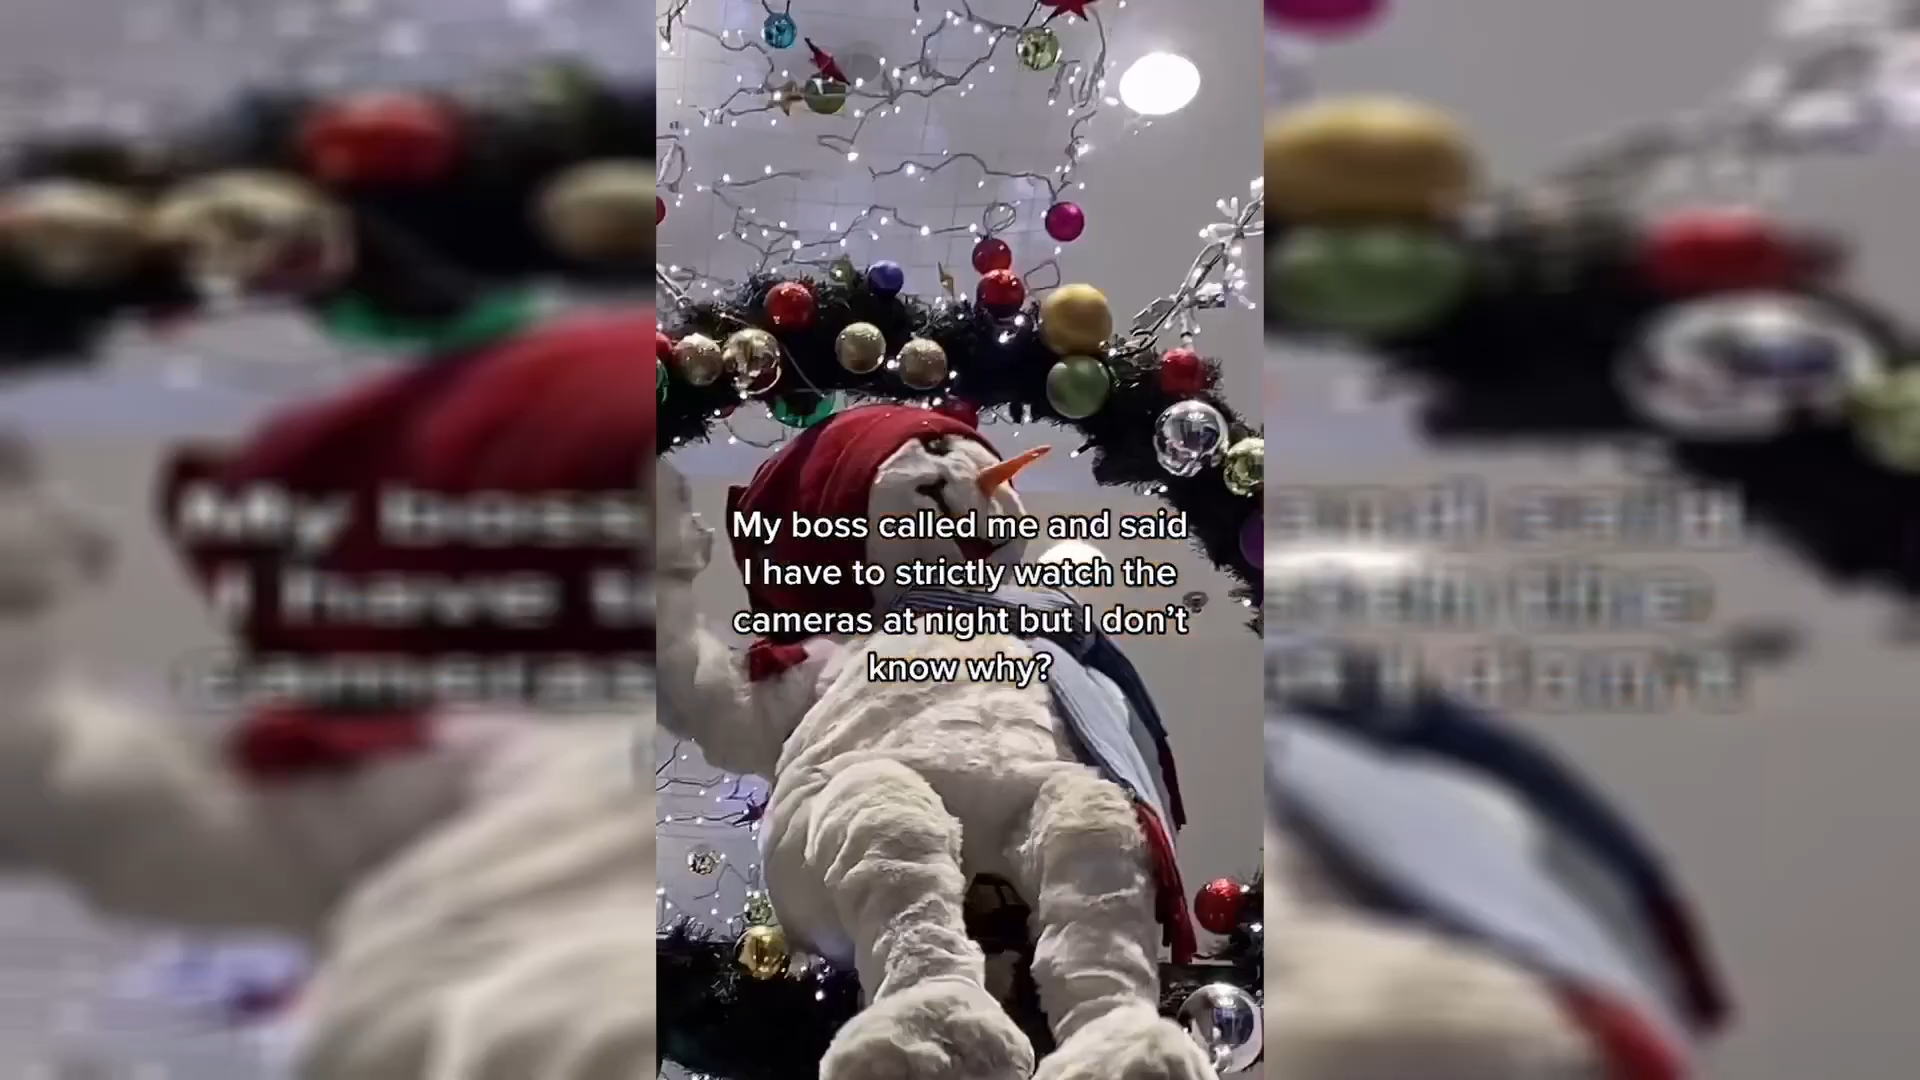 My boss called me and said
I have to strictly watch the
cameras at night but I don’t
know why?